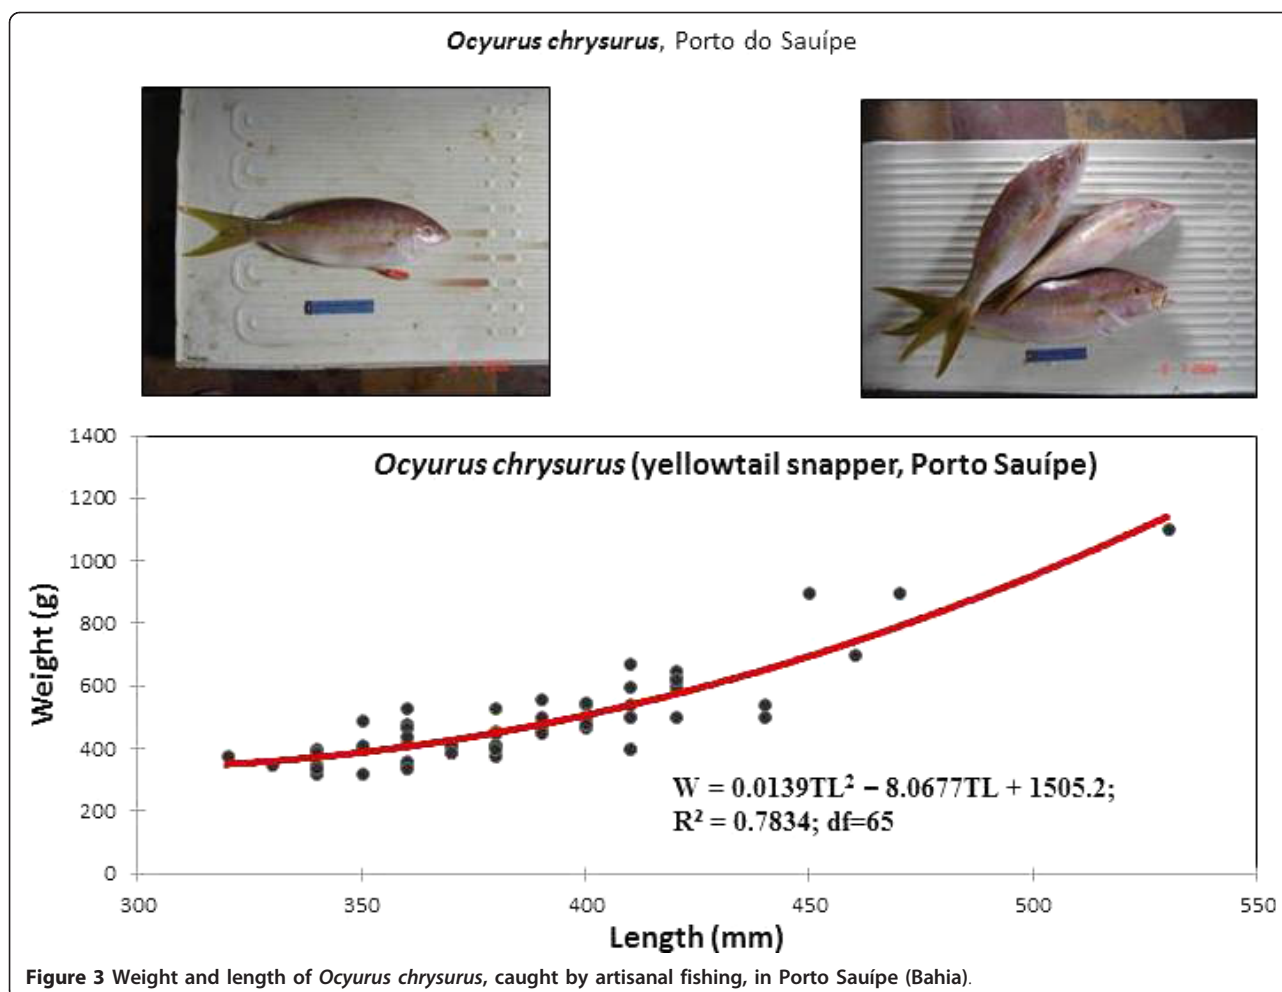 Ocyurus chrysurus, Porto do Sauípe
1400
1200
1000
800
600
400
200
0
Weight (g)
Ocyurus chrysurus (yellowtail snapper, Porto Sauípe)
W = 0.0139TL² – 8.0677TL + 1505.2;
R² = 0.7834; df=65
300 350 400 450 500 550
Length (mm)
Figure 3 Weight and length of Ocyurus chrysurus, caught by artisanal fishing, in Porto Sauípe (Bahia).